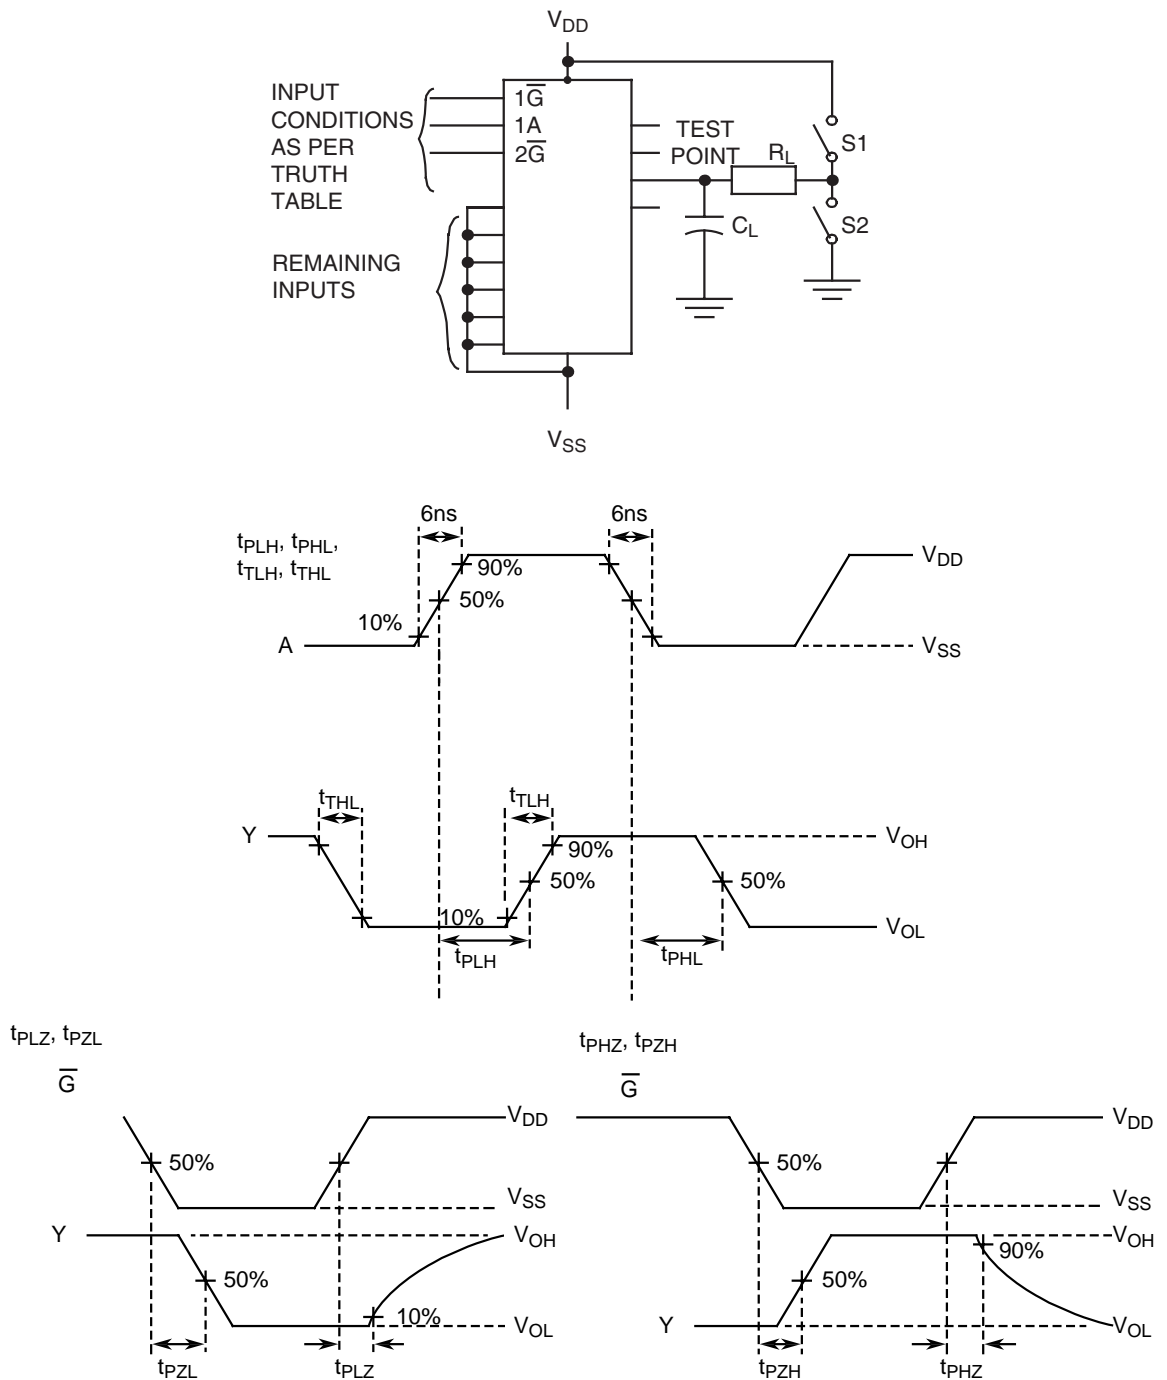 VDD
INPUT
CONDITIONS
AS PER
TRUTH
TABLE
1G̅
1A
2G̅
TEST
POINT
RL
S1
CL
S2
REMAINING
INPUTS
VSS
6ns
6ns
tPLH, tPHL,
tTLH, tTHL
VDD
90%
50%
10%
A
VSS
tTHL
tTLH
Y
VOH
90%
50%
50%
10%
VOL
tPLH
tPHL
tPLZ, tPZL
G̅
VDD
50%
VSS
Y
VOH
50%
10%
VOL
tPZL
tPLZ
tPHZ, tPZH
G̅
VDD
50%
VSS
VOH
90%
50%
Y
VOL
tPZH
tPHZ